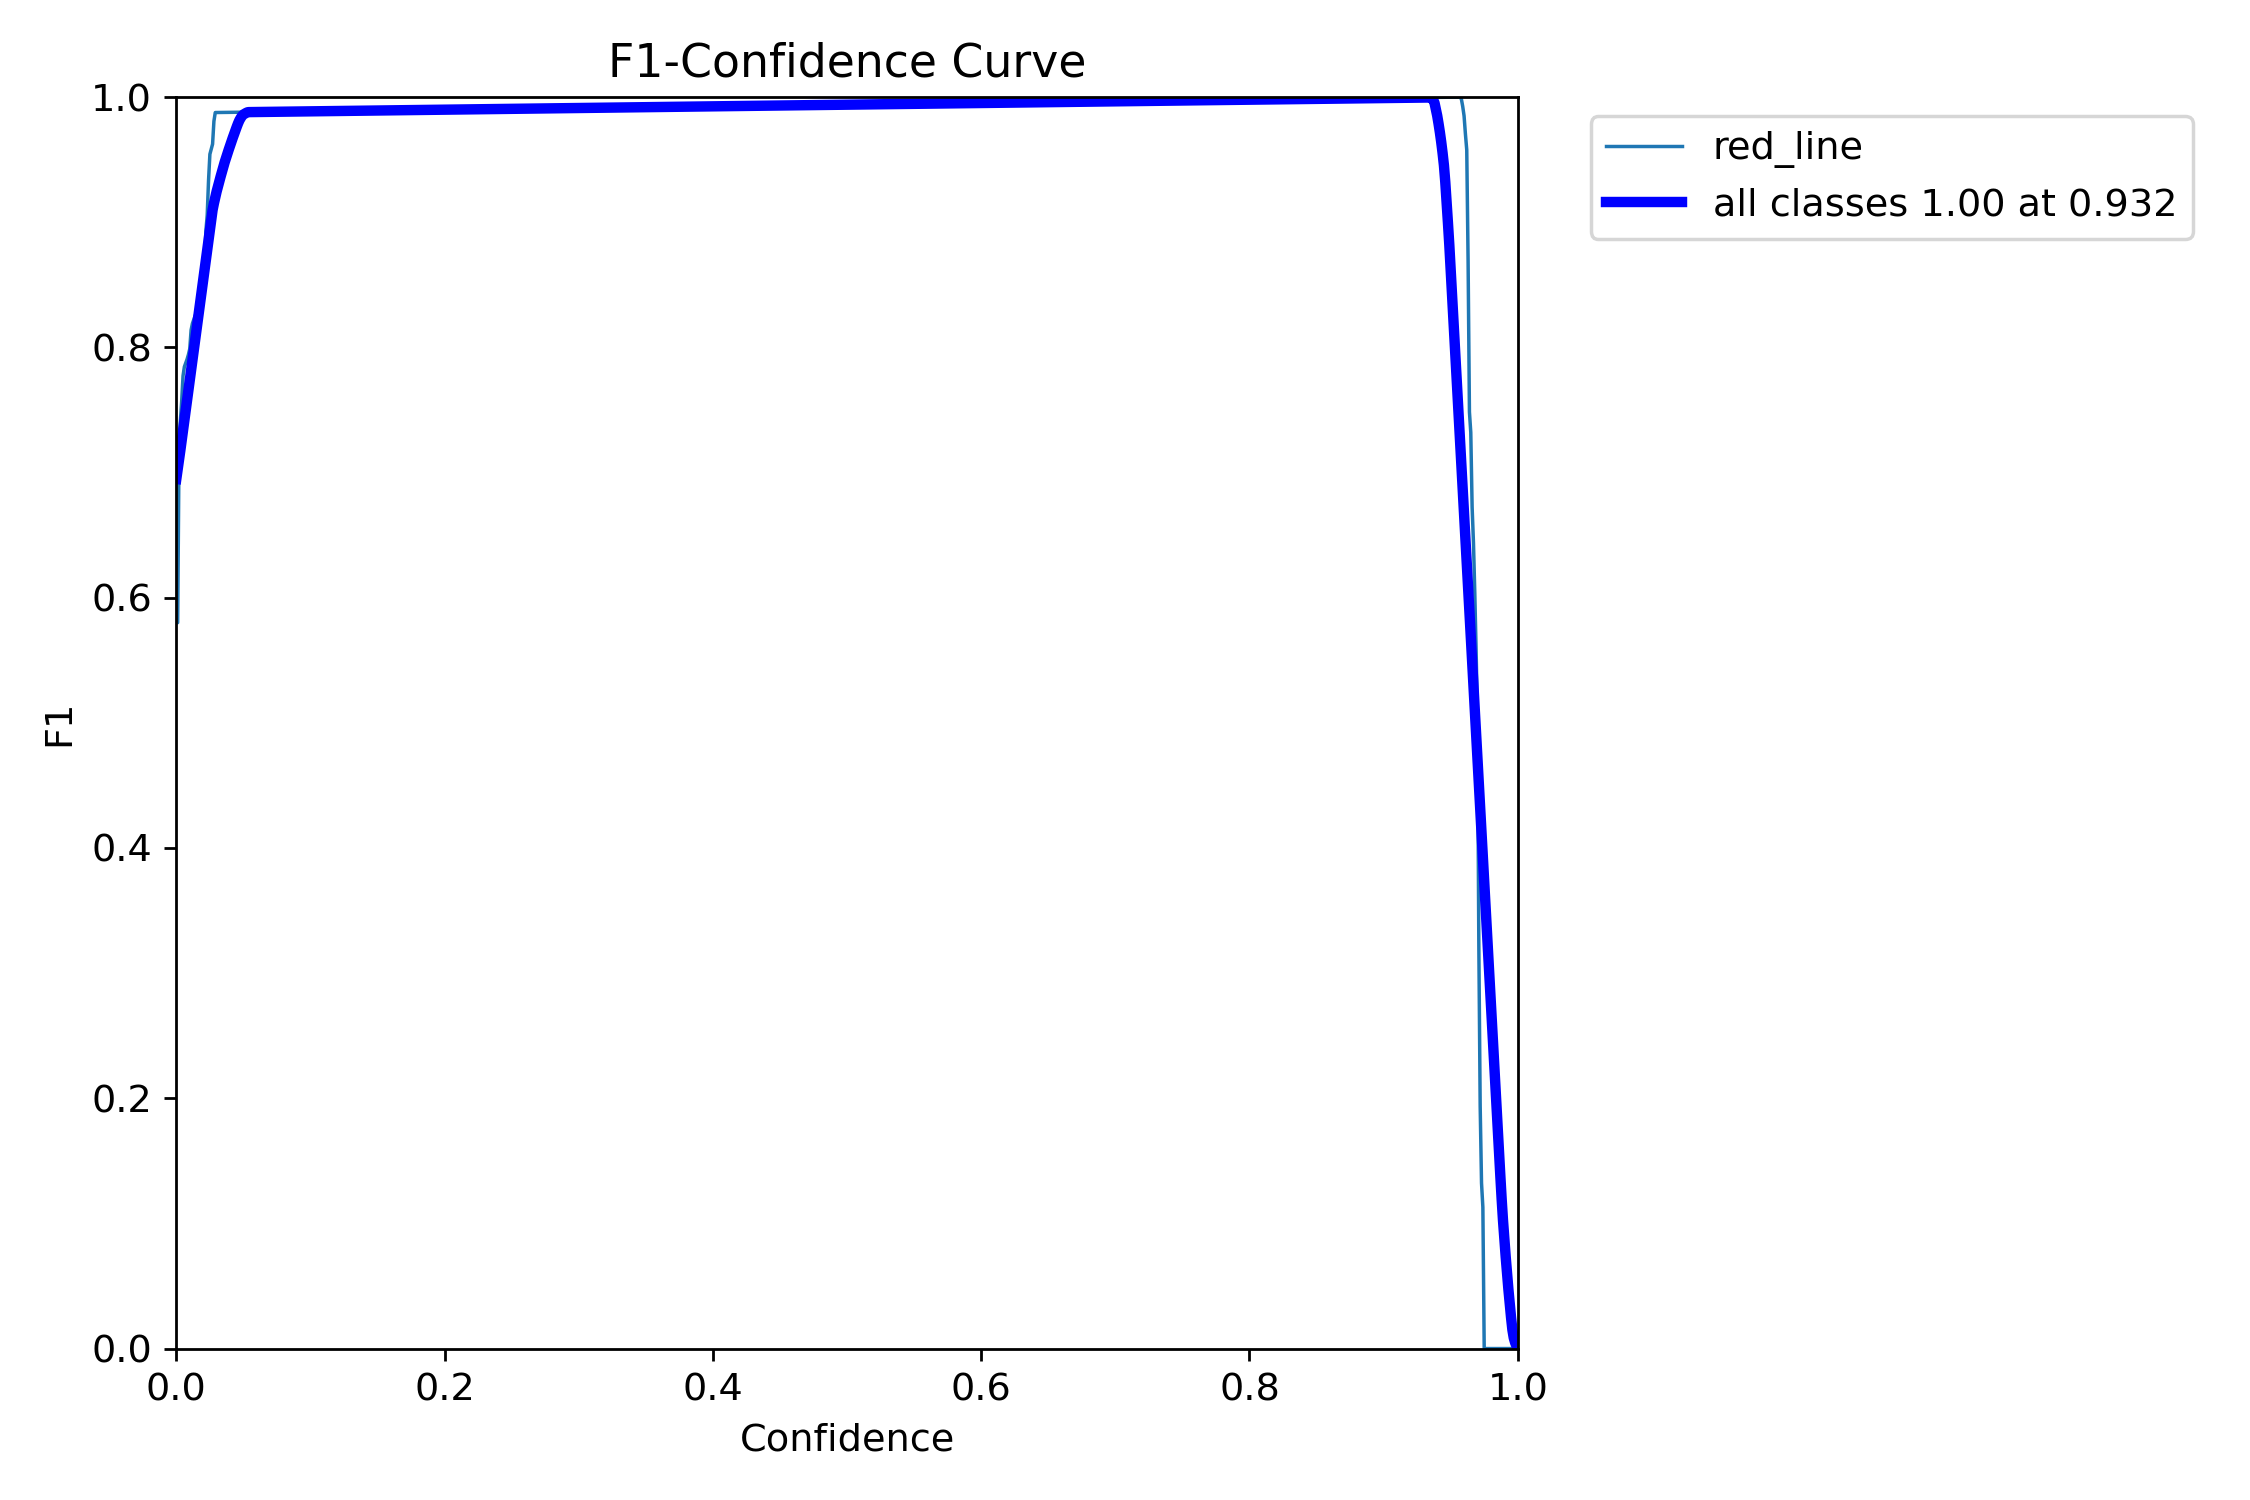 F1-Confidence Curve
red_line
all classes 1.00 at 0.932
F1
1.0
0.8
0.6
0.4
0.2
0.0
0.0 0.2 0.4 0.6 0.8 1.0
Confidence